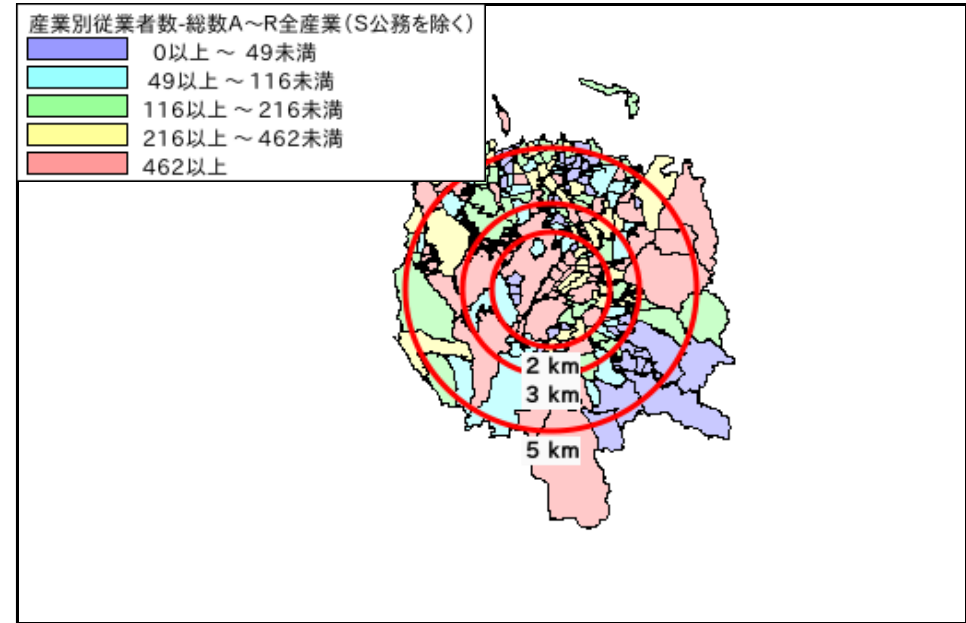 産業別従業者数-総数A～R全産業(S公務を除く)
0以上 ～ 49未満
49以上 ～ 116未満
116以上 ～ 216未満
216以上 ～ 462未満
462以上
2 km
3 km
5 km